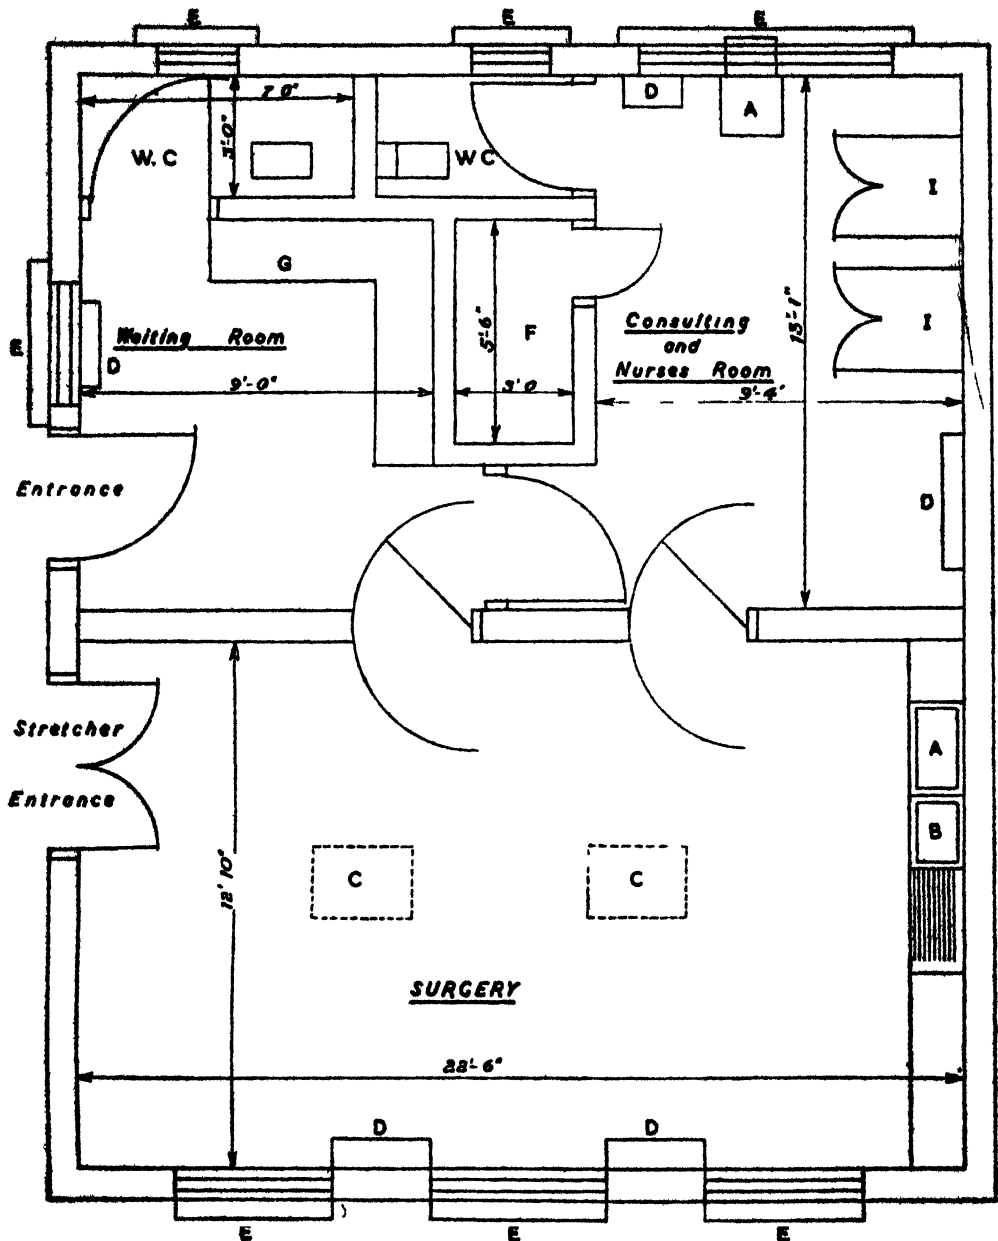 E E E
7'0"
3'-0"
D
A
W.C
WC
I
G
5'-6"
F
13'-1"
Consulting
and
Nurses Room
I
E
Waiting Room
D
9'-0"
3'0
9'-4"
Entrance
D
Stretcher
Entrance
A
B
12'10"
C C
SURGERY
22'-6"
D D
E E E